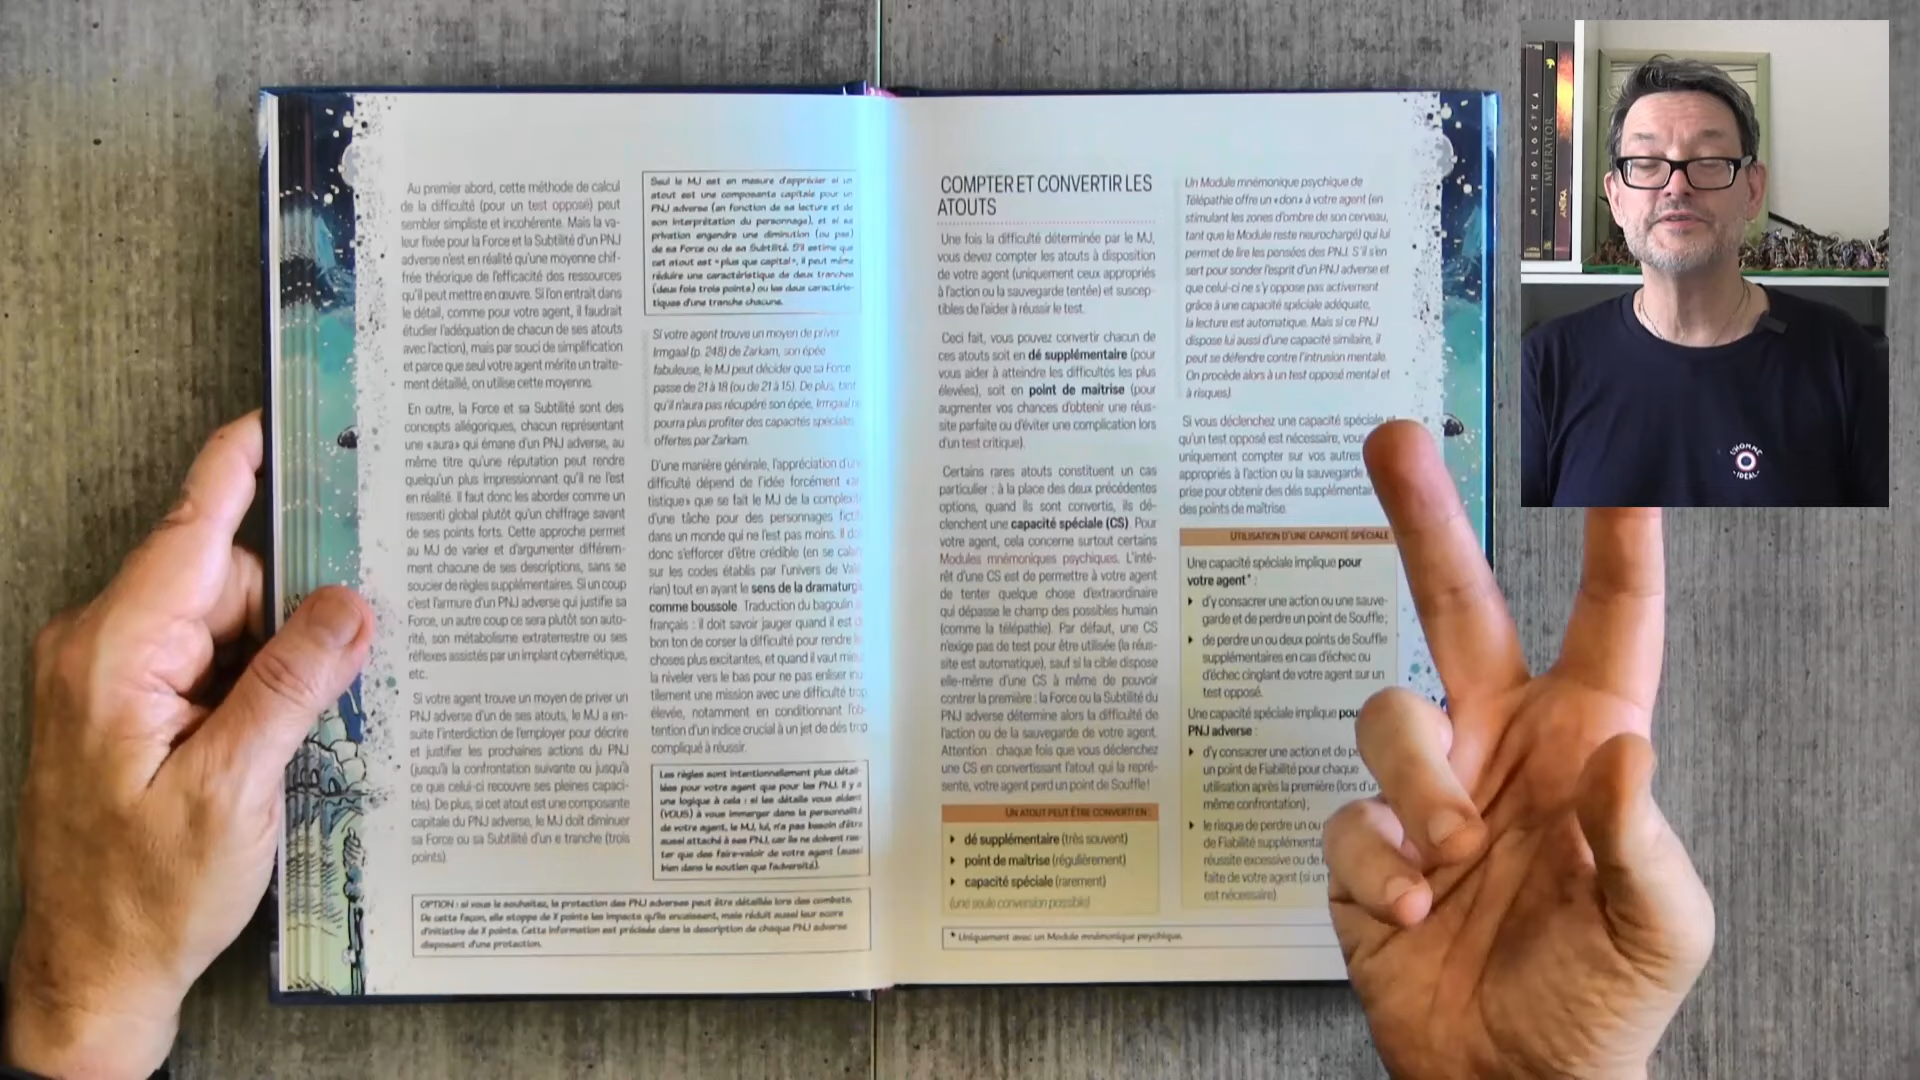 Au premier abord, cette méthode de calcul
de la difficulté (pour un test opposé) peut
sembler simpliste et incohérente. Mais la va-
leur fixée pour la Force et la Subtilité d'un PNJ
adverse n'est en réalité qu'une moyenne chif-
frée théorique de l'efficacité des ressources
qu'il peut mettre en œuvre. Si l'on entrait dans
le détail, comme pour votre agent, il faudrait
étudier l'adéquation de chacun de ses atouts
avec l'action), mais par souci de simplification
et parce que seul votre agent mérite un traite-
ment détaillé, on utilise cette moyenne.
En outre, la Force et sa Subtilité sont des
concepts allégoriques, chacun représentant
une «aura» qui émane d'un PNJ adverse, au
même titre qu'une réputation peut rendre
quelqu'un plus impressionnant qu'il ne l'est
en réalité. Il faut donc les aborder comme un
ressenti global plutôt qu'un chiffrage savant
de ses points forts. Cette approche permet
au MJ de varier et d'argumenter différem-
ment chacune de ses descriptions, sans se
soucier de règles supplémentaires. Si un coup
c'est l'armure d'un PNJ adverse qui justifie sa
Force, un autre coup ce sera plutôt son auto-
rité, son métabolisme extraterrestre ou ses
réflexes assistés par un implant cybernétique,
etc.
Si votre agent trouve un moyen de priver un
PNJ adverse d'un de ses atouts, le MJ a en-
suite l'interdiction de l'employer pour décrire
et justifier les prochaines actions du PNJ
(jusqu'à la confrontation suivante ou jusqu'à
ce que celui-ci recouvre ses pleines capaci-
tés). De plus, si cet atout est une composante
capitale du PNJ adverse, le MJ doit diminuer
sa Force ou sa Subtilité d'un e tranche (trois
points).
Seul le MJ est en mesure d'apprécier si un
atout est une composante capitale pour un
PNJ adverse (en fonction de sa lecture et de
son interprétation du personnage), et si sa
privation engendre une diminution (ou pas)
de sa Force ou de sa Subtilité. S'il estime que
cet atout est «plus que capital», il peut même
réduire une caractéristique de deux tranches
(deux fois trois points) ou les deux caractéris-
tiques d'une tranche chacune.
Si votre agent trouve un moyen de priver
Irmgaal (p. 248) de Zarkam, son épée
fabuleuse, le MJ peut décider que sa Force
passe de 21 à 18 (ou de 21 à 15). De plus, tant
qu'il n'aura pas récupéré son épée, Irmgaal ne
pourra plus profiter des capacités spéciales
offertes par Zarkam.
D'une manière générale, l'appréciation d'une
difficulté dépend de l'idée forcément «ar-
tistique» que se fait le MJ de la complexité
d'une tâche pour des personnages fictifs
dans un monde qui ne l'est pas moins. Il doit
donc s'efforcer d'être crédible (en se calant
sur les codes établis par l'univers de Valé-
rian) tout en ayant le sens de la dramaturgie
comme boussole. Traduction du bagoulin
français : il doit savoir jauger quand il est de
bon ton de corser la difficulté pour rendre les
choses plus excitantes, et quand il vaut mieux
la niveler vers le bas pour ne pas enliser inu-
tilement une mission avec une difficulté trop
élevée, notamment en conditionnant l'ob-
tention d'un indice crucial à un jet de dés trop
compliqué à réussir.
Les règles sont intentionnellement plus détail-
lées pour votre agent que pour les PNJ. Il y a
une logique à cela : si les détails vous aident
(VOUS) à vous immerger dans la personnalité
de votre agent, le MJ, lui, n'a pas besoin d'être
aussi attaché à ses PNJ, car ils ne doivent res-
ter que des faire-valoir de votre agent (aussi
bien dans le soutien que l'adversité).
OPTION : si vous le souhaitez, la protection des PNJ adverses peut être détaillée lors des combats.
De cette façon, elle stoppe de X points les impacts qu'ils encaissent, mais réduit aussi leur score
d'initiative de X points. Cette information est précisée dans la description de chaque PNJ adverse
disposant d'une protection.
COMPTER ET CONVERTIR LES
ATOUTS
Une fois la difficulté déterminée par le MJ,
vous devez compter les atouts à disposition
de votre agent (uniquement ceux appropriés
à l'action ou la sauvegarde tentée) et suscep-
tibles de l'aider à réussir le test.
Ceci fait, vous pouvez convertir chacun de
ces atouts soit en dé supplémentaire (pour
vous aider à atteindre les difficultés les plus
élevées), soit en point de maîtrise (pour
augmenter vos chances d'obtenir une réus-
site parfaite ou d'éviter une complication lors
d'un test critique).
Certains rares atouts constituent un cas
particulier : à la place des deux précédentes
options, quand ils sont convertis, ils dé-
clenchent une capacité spéciale (CS). Pour
votre agent, cela concerne surtout certains
Modules mnémoniques psychiques. L'inté-
rêt d'une CS est de permettre à votre agent
de tenter quelque chose d'extraordinaire
qui dépasse le champ des possibles humain
(comme la télépathie). Par défaut, une CS
n'exige pas de test pour être utilisée (la réus-
site est automatique), sauf si la cible dispose
elle-même d'une CS à même de pouvoir
contrer la première : la Force ou la Subtilité du
PNJ adverse détermine alors la difficulté de
l'action ou de la sauvegarde de votre agent.
Attention : chaque fois que vous déclenchez
une CS en convertissant l'atout qui la repré-
sente, votre agent perd un point de Souffle!
UN ATOUT PEUT ÊTRE CONVERTI EN :
▸ dé supplémentaire (très souvent)
▸ point de maîtrise (régulièrement)
▸ capacité spéciale (rarement)
(une seule conversion possible)
Un Module mnémonique psychique de
Télépathie offre un «don» à votre agent (en
stimulant les zones d'ombre de son cerveau,
tant que le Module reste neurochargé) qui lui
permet de lire les pensées des PNJ. S'il s'en
sert pour sonder l'esprit d'un PNJ adverse et
que celui-ci ne s'y oppose pas activement
grâce à une capacité spéciale adéquate,
la lecture est automatique. Mais si ce PNJ
dispose lui aussi d'une capacité similaire, il
peut se défendre contre l'intrusion mentale.
On procède alors à un test opposé mental et
à risques).
Si vous déclenchez une capacité spéciale et
qu'un test opposé est nécessaire, vous
uniquement compter sur vos autres
appropriés à l'action ou la sauvegarde
prise pour obtenir des dés supplémentai
des points de maîtrise.
UTILISATION D'UNE CAPACITÉ SPÉCIALE
Une capacité spéciale implique pour
votre agent* :
▸ d'y consacrer une action ou une sauve-
garde et de perdre un point de Souffle;
▸ de perdre un ou deux points de Souffle
supplémentaires en cas d'échec ou
d'échec cinglant de votre agent sur un
test opposé.
Une capacité spéciale implique pou
PNJ adverse :
▸ d'y consacrer une action et de p
un point de Fiabilité pour chaque
utilisation après la première (lors d'un
même confrontation);
▸ le risque de perdre un ou
de Fiabilité supplémenta
réussite excessive ou de
faite de votre agent (si un
est nécessaire).
* Uniquement avec un Module mnémonique psychique.
MYTHOLOGIKA
IMPERATOR
L'HOMME
IDÉAL